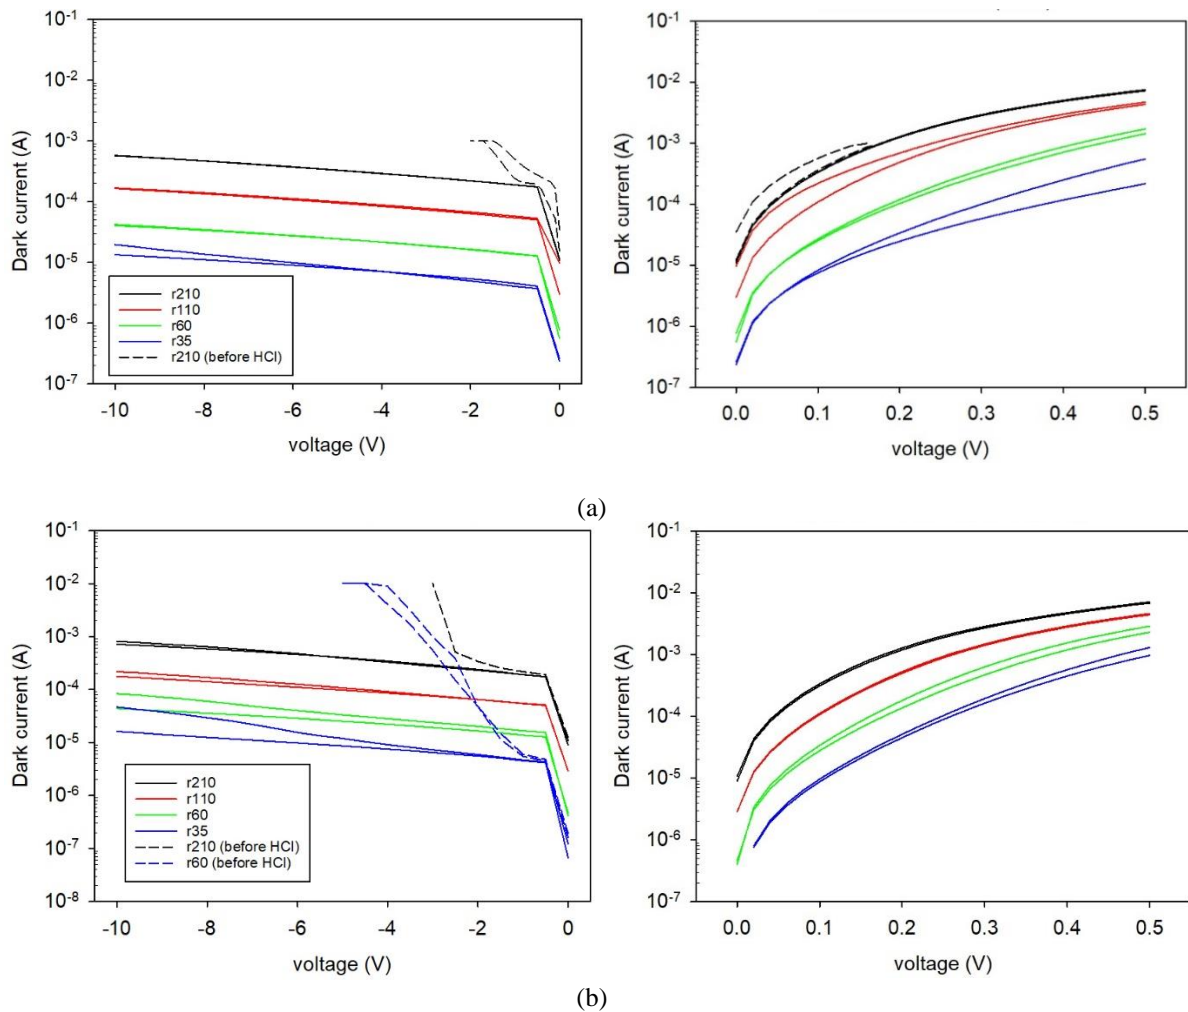 10⁻¹
10⁻²
10⁻³
10⁻⁴
10⁻⁵
10⁻⁶
10⁻⁷
Dark current (A)
r210
r110
r60
r35
r210 (before HCl)
-10 -8 -6 -4 -2 0
voltage (V)
10⁻¹
10⁻²
10⁻³
10⁻⁴
10⁻⁵
10⁻⁶
10⁻⁷
Dark current (A)
0.0 0.1 0.2 0.3 0.4 0.5
voltage (V)
(a)
10⁻¹
10⁻²
10⁻³
10⁻⁴
10⁻⁵
10⁻⁶
10⁻⁷
10⁻⁸
Dark current (A)
r210
r110
r60
r35
r210 (before HCl)
r60 (before HCl)
-10 -8 -6 -4 -2 0
voltage (V)
10⁻¹
10⁻²
10⁻³
10⁻⁴
10⁻⁵
10⁻⁶
10⁻⁷
Dark current (A)
0.0 0.1 0.2 0.3 0.4 0.5
voltage (V)
(b)